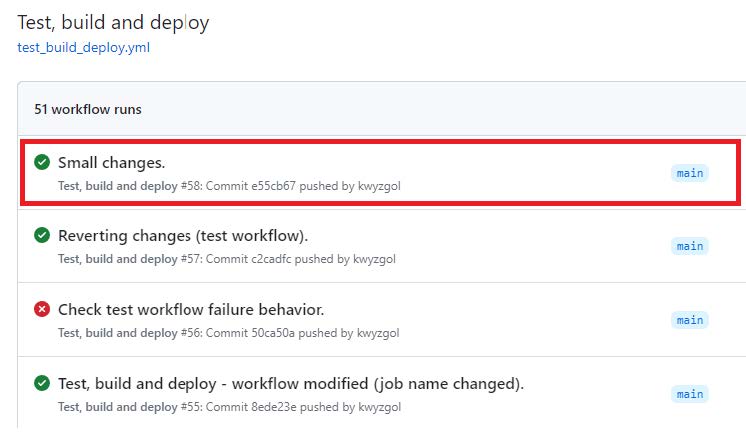 Test, build and deploy
test_build_deploy.yml
51 workflow runs
Small changes.
main
Test, build and deploy #58: Commit e55cb67 pushed by kwyzgol
Reverting changes (test workflow).
main
Test, build and deploy #57: Commit c2cadfc pushed by kwyzgol
Check test workflow failure behavior.
main
Test, build and deploy #56: Commit 50ca50a pushed by kwyzgol
Test, build and deploy - workflow modified (job name changed).
main
Test, build and deploy #55: Commit 8ede23e pushed by kwyzgol